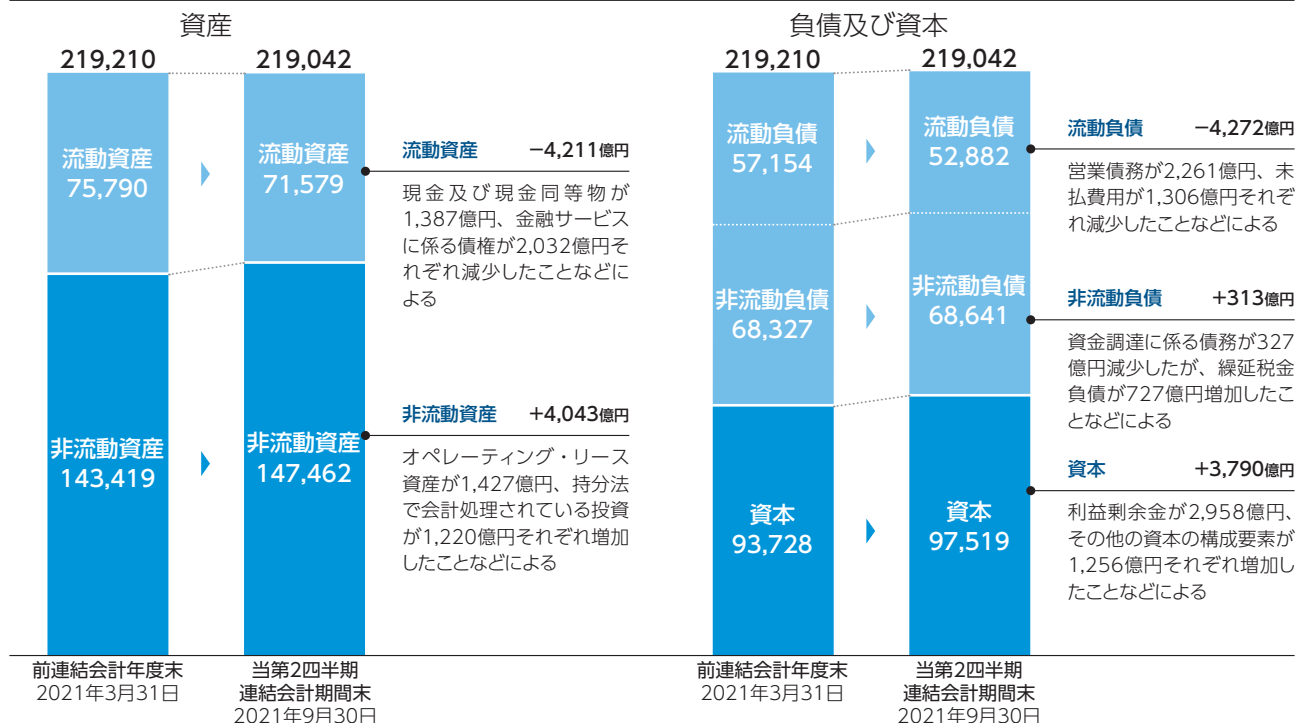 資産
219,210
219,042
流動資産
75,790
流動資産
71,579
非流動資産
143,419
非流動資産
147,462
流動資産 −4,211億円
現金及び現金同等物が
1,387億円、金融サービス
に係る債権が2,032億円そ
れぞれ減少したことなどに
よる
非流動資産 +4,043億円
オペレーティング・リース
資産が1,427億円、持分法
で会計処理されている投資
が1,220億円それぞれ増加
したことなどによる
前連結会計年度末
2021年3月31日
当第2四半期
連結会計期間末
2021年9月30日
負債及び資本
219,210
219,042
流動負債
57,154
流動負債
52,882
非流動負債
68,327
非流動負債
68,641
資本
93,728
資本
97,519
流動負債 −4,272億円
営業債務が2,261億円、未
払費用が1,306億円それぞ
れ減少したことなどによる
非流動負債 +313億円
資金調達に係る債務が327
億円減少したが、繰延税金
負債が727億円増加したこ
となどによる
資本 +3,790億円
利益剰余金が2,958億円、
その他の資本の構成要素が
1,256億円それぞれ増加し
たことなどによる
前連結会計年度末
2021年3月31日
当第2四半期
連結会計期間末
2021年9月30日